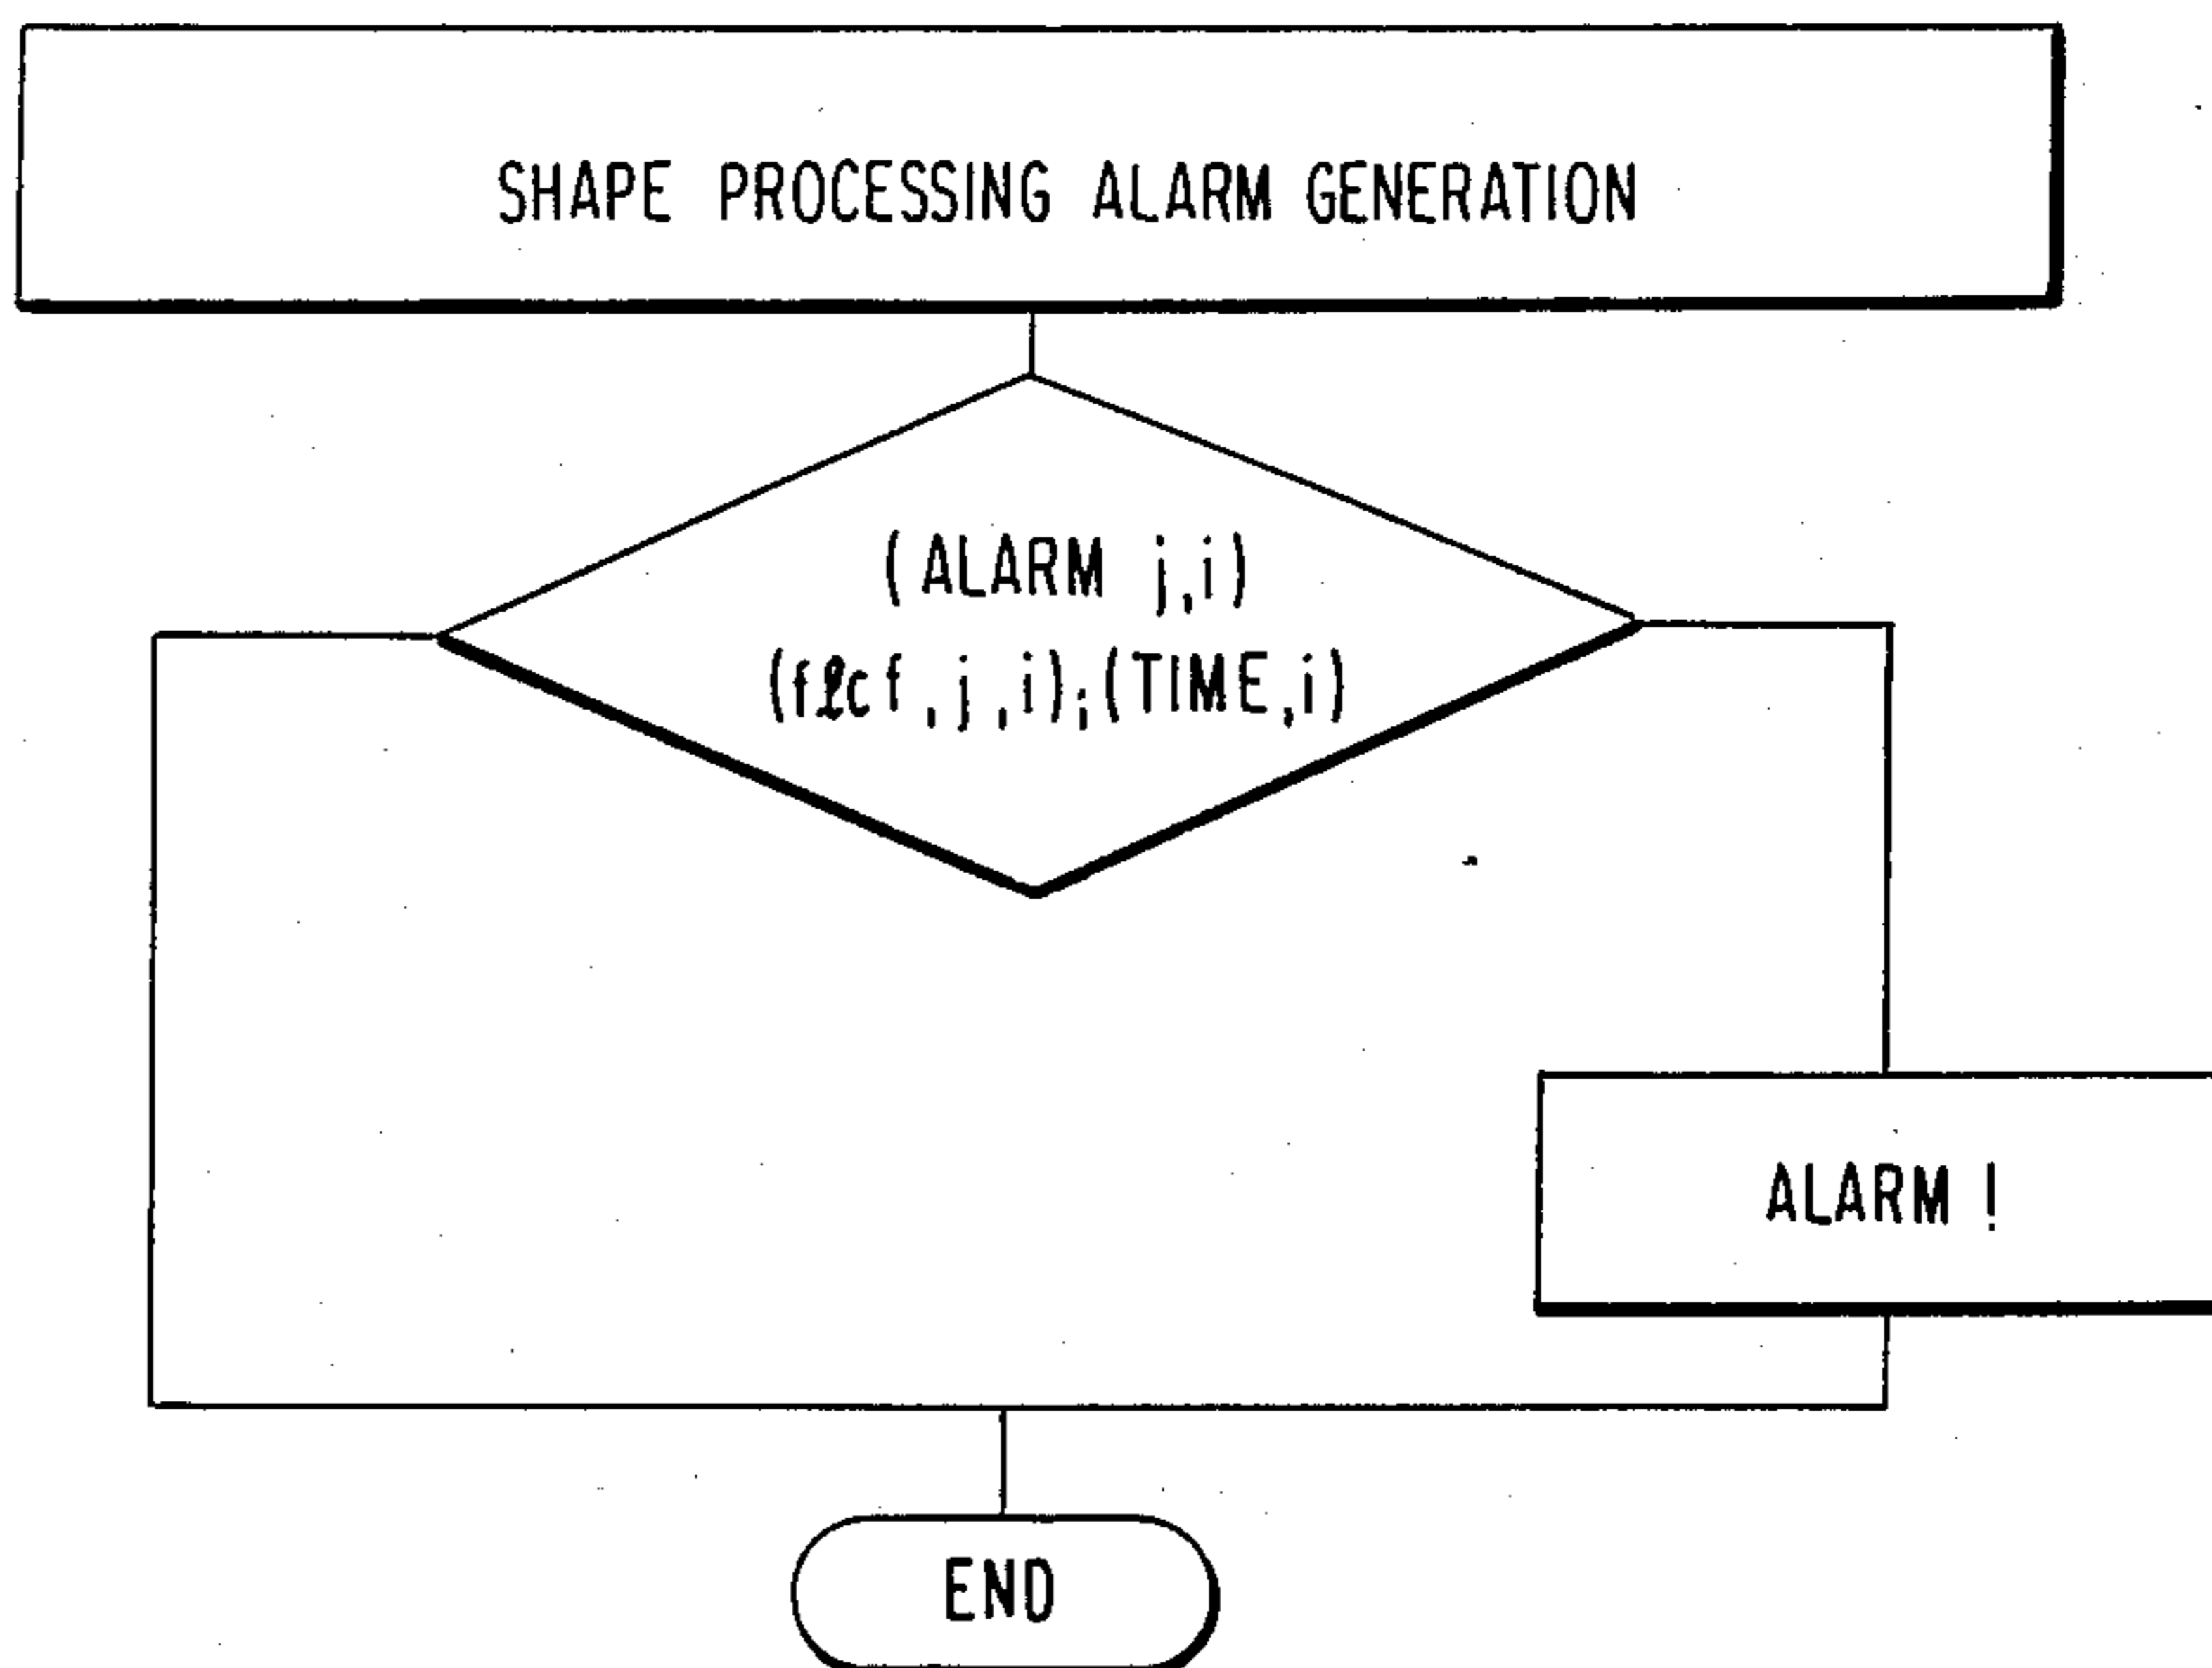 SHAPE PROCESSING ALARM GENERATION
(ALARM j,i)
(fℓcf,j,i);(TIME,i)
ALARM !
END